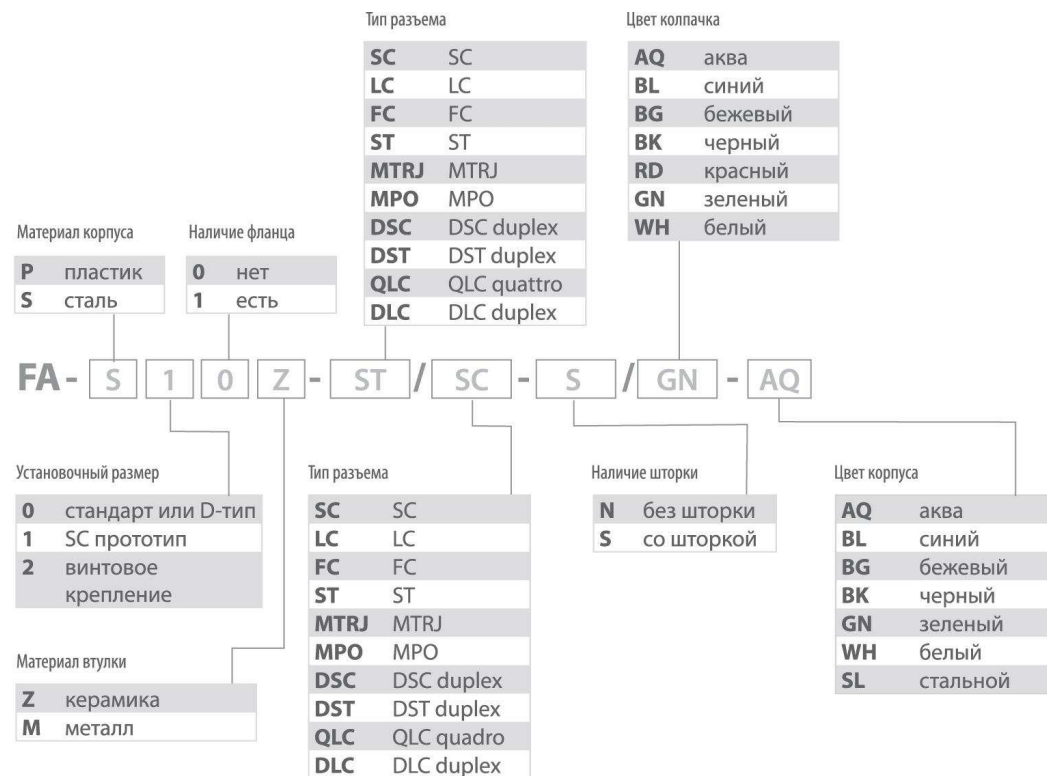 Тип разъема
SC SC
LC LC
FC FC
ST ST
MTRJ MTRJ
MPO MPO
DSC DSC duplex
DST DST duplex
QLC QLC quattro
DLC DLC duplex
Цвет колпачка
AQ аква
BL синий
BG бежевый
BK черный
RD красный
GN зеленый
WH белый
Материал корпуса
P пластик
S сталь
Наличие фланца
0 нет
1 есть
FA - S 1 0 Z - ST / SC - S / GN - AQ
Установочный размер
0 стандарт или D-тип
1 SC прототип
2 винтовое
крепление
Материал втулки
Z керамика
M металл
Тип разъема
SC SC
LC LC
FC FC
ST ST
MTRJ MTRJ
MPO MPO
DSC DSC duplex
DST DST duplex
QLC QLC quadro
DLC DLC duplex
Наличие шторки
N без шторки
S со шторкой
Цвет корпуса
AQ аква
BL синий
BG бежевый
BK черный
GN зеленый
WH белый
SL стальной